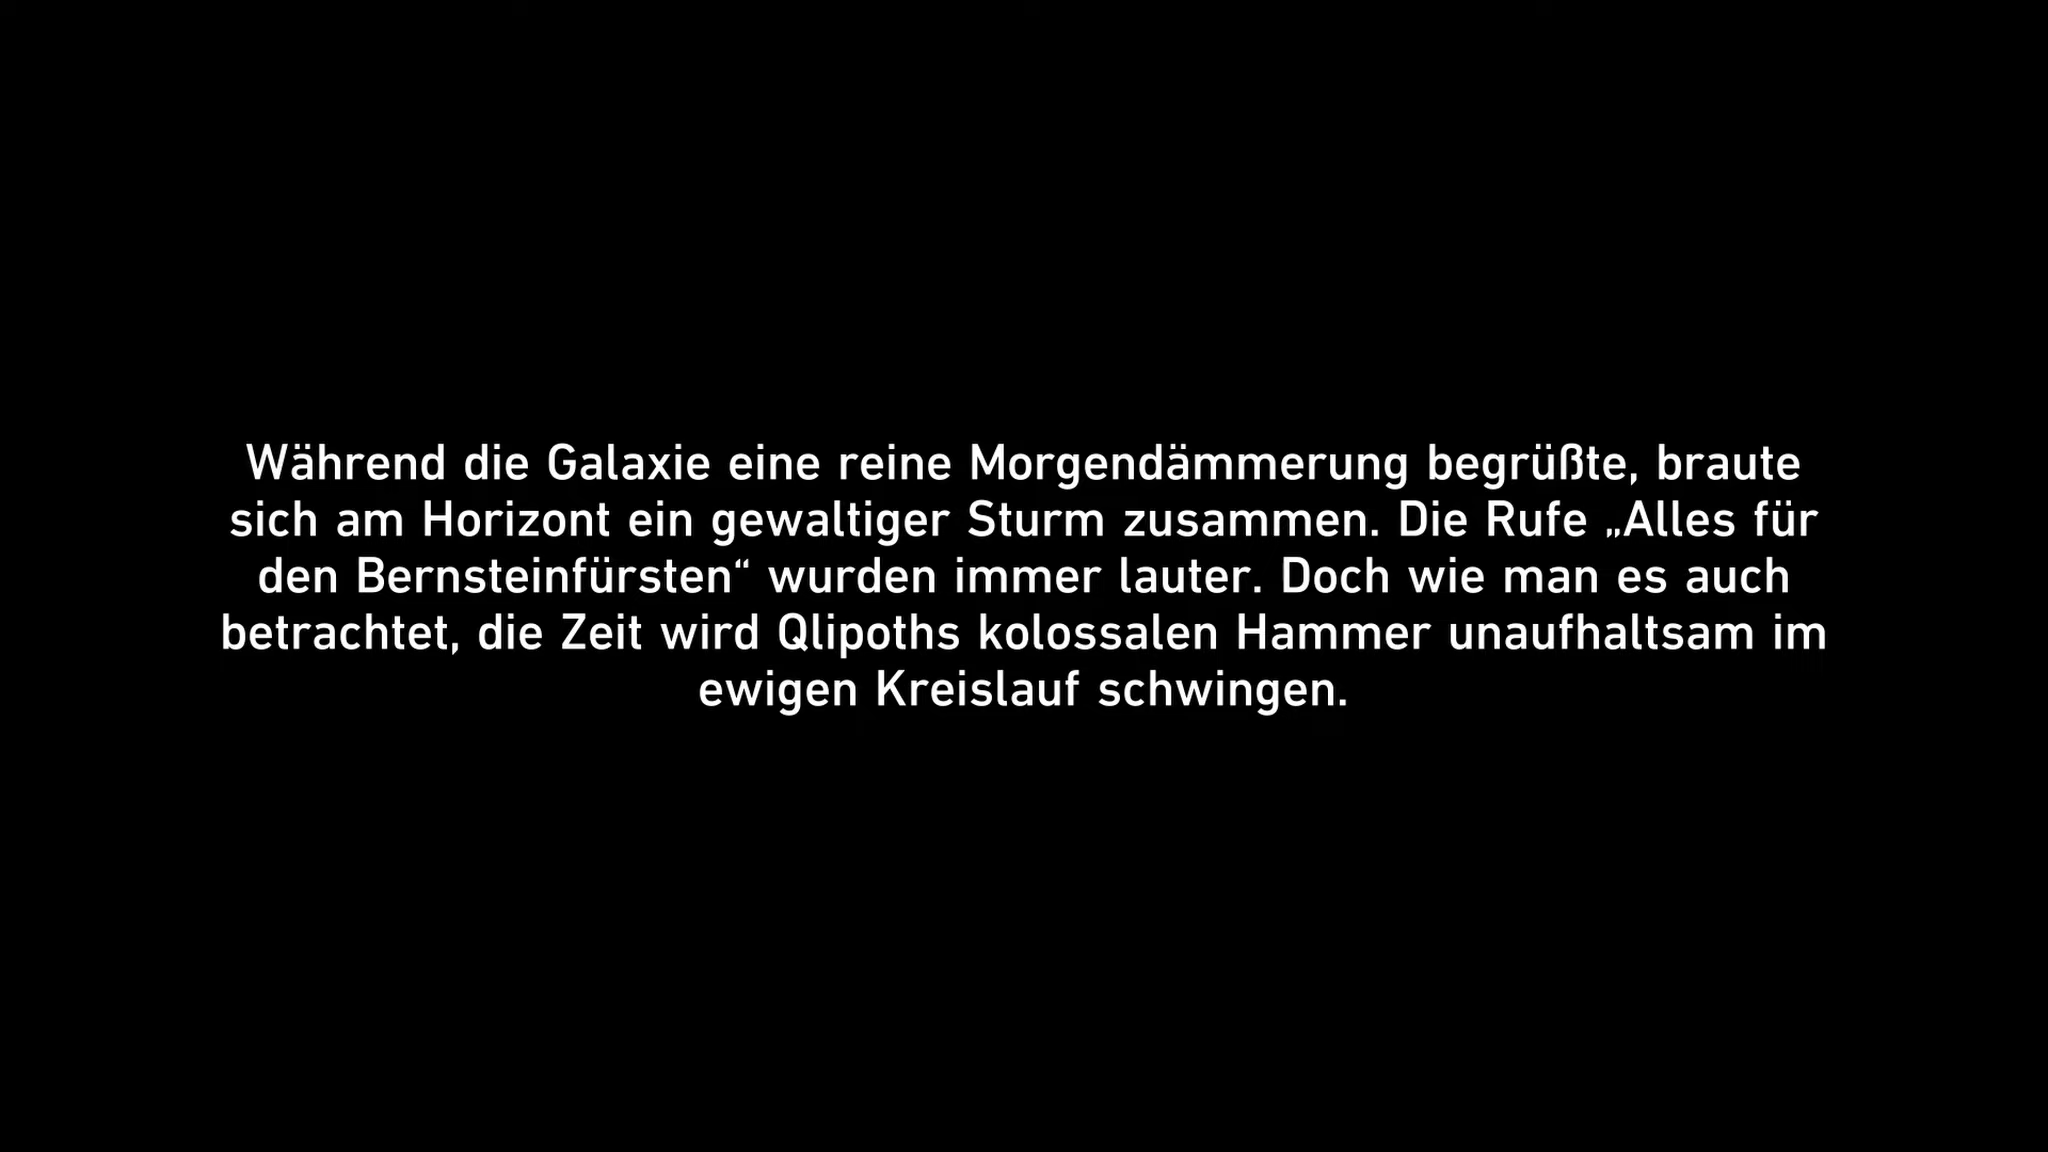 Während die Galaxie eine reine Morgendämmerung begrüßte, braute
sich am Horizont ein gewaltiger Sturm zusammen. Die Rufe „Alles für
den Bernsteinfürsten“ wurden immer lauter. Doch wie man es auch
betrachtet, die Zeit wird Qlipoths kolossalen Hammer unaufhaltsam im
ewigen Kreislauf schwingen.